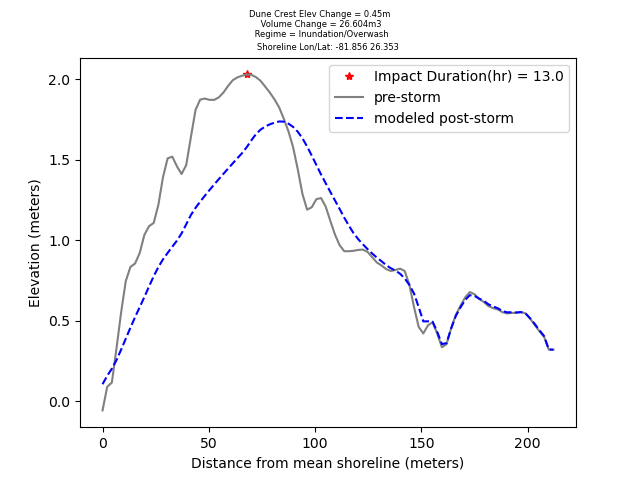 Dune Crest Elev Change = 0.45m
Volume Change = 26.604m3
Regime = Inundation/Overwash
Shoreline Lon/Lat: -81.856 26.353
Impact Duration(hr) = 13.0
pre-storm
modeled post-storm
2.0
1.5
1.0
0.5
0.0
Elevation (meters)
0 50 100 150 200
Distance from mean shoreline (meters)